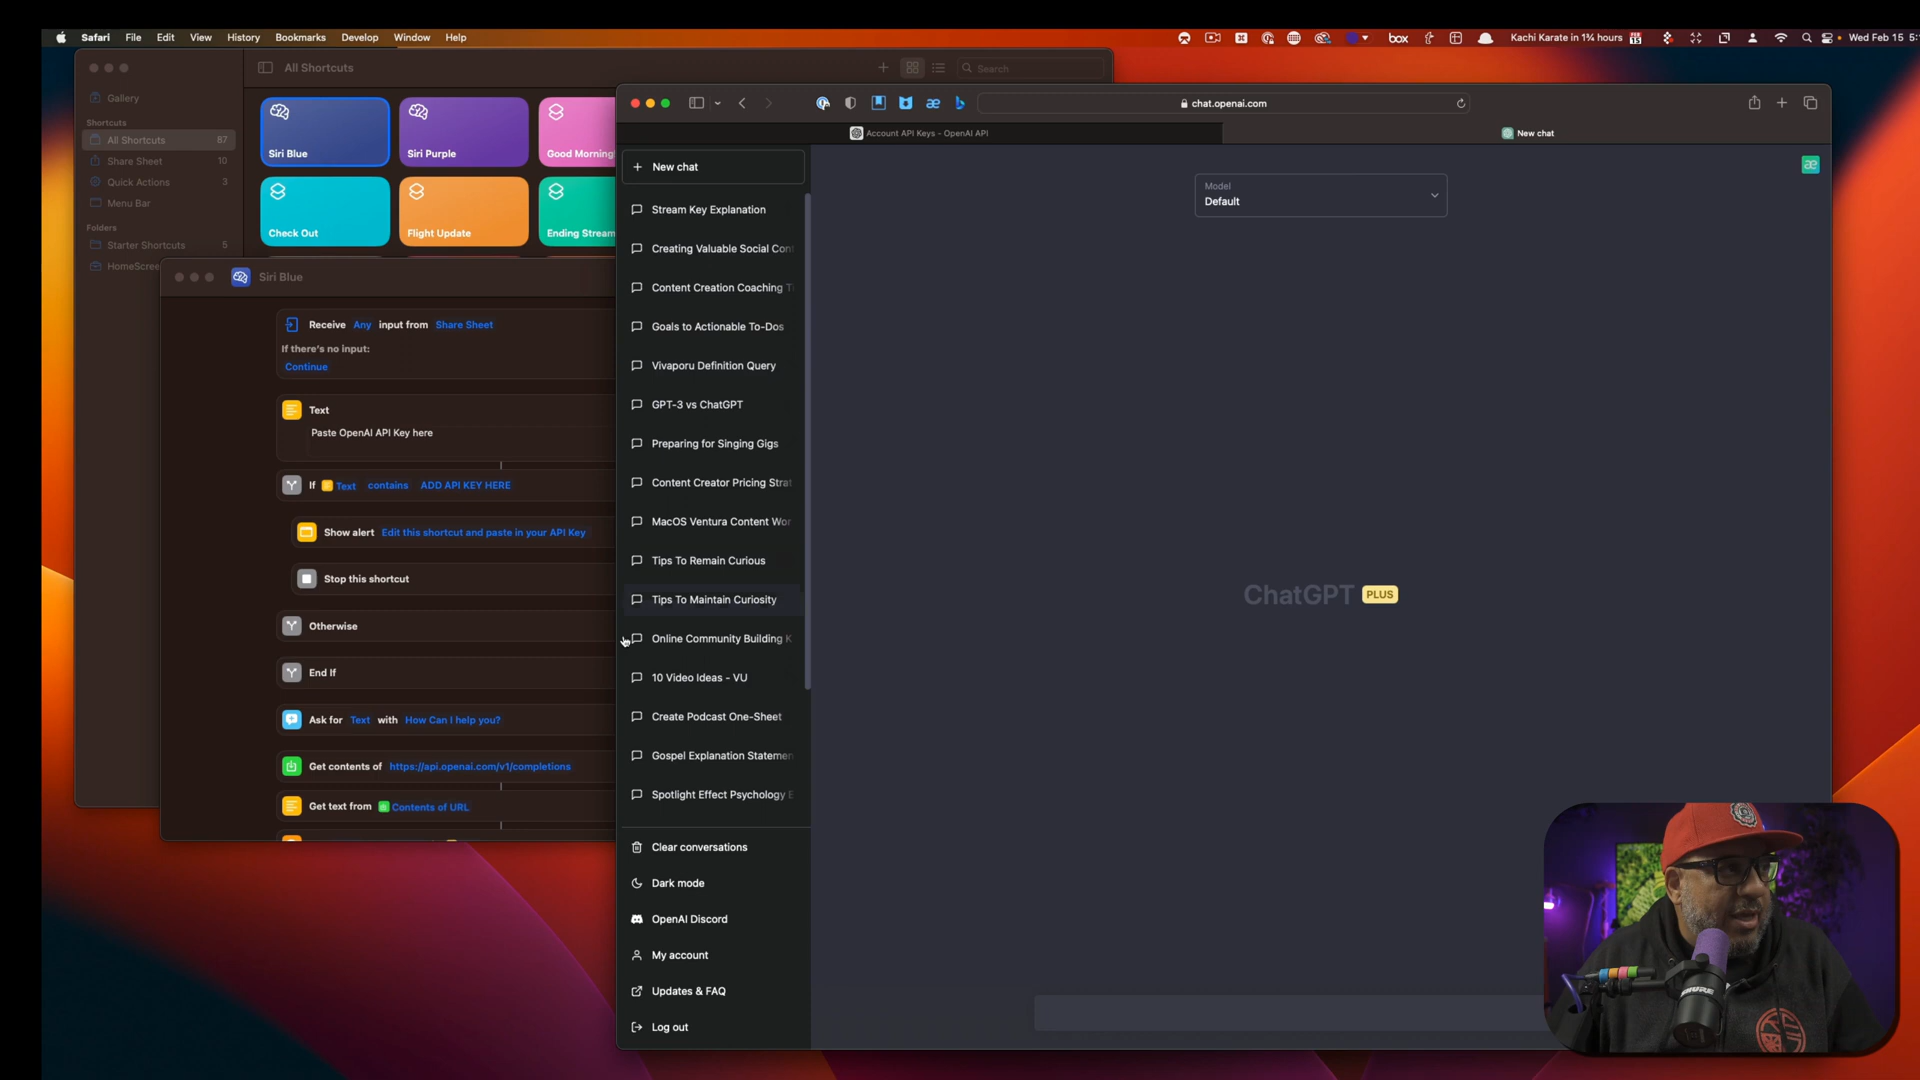 Safari File Edit View History Bookmarks Develop Window Help
box
Kachi Karate in 1¾ hours
FEB 15
Wed Feb 15 5:
All Shortcuts
Search
Gallery
Shortcuts
All Shortcuts 87
Share Sheet 10
Quick Actions 3
Menu Bar
Folders
Starter Shortcuts 5
HomeScree
Siri Blue
Siri Purple
Good Morning
Check Out
Flight Update
Ending Stream
Siri Blue
Receive Any input from Share Sheet
If there's no input:
Continue
Text
Paste OpenAI API Key here
If Text contains ADD API KEY HERE
Show alert Edit this shortcut and paste in your API Key
Stop this shortcut
Otherwise
End If
Ask for Text with How Can I help you?
Get contents of https://api.openai.com/v1/completions
Get text from Contents of URL
æ
chat.openai.com
Account API Keys - OpenAI API
New chat
New chat
Stream Key Explanation
Creating Valuable Social Cont
Content Creation Coaching T
Goals to Actionable To-Dos
Vivaporu Definition Query
GPT-3 vs ChatGPT
Preparing for Singing Gigs
Content Creator Pricing Strat
MacOS Ventura Content Wor
Tips To Remain Curious
Tips To Maintain Curiosity
Online Community Building K
10 Video Ideas - VU
Create Podcast One-Sheet
Gospel Explanation Statemen
Spotlight Effect Psychology E
Clear conversations
Dark mode
OpenAI Discord
My account
Updates & FAQ
Log out
Model
Default
æ
ChatGPT PLUS
SHURE